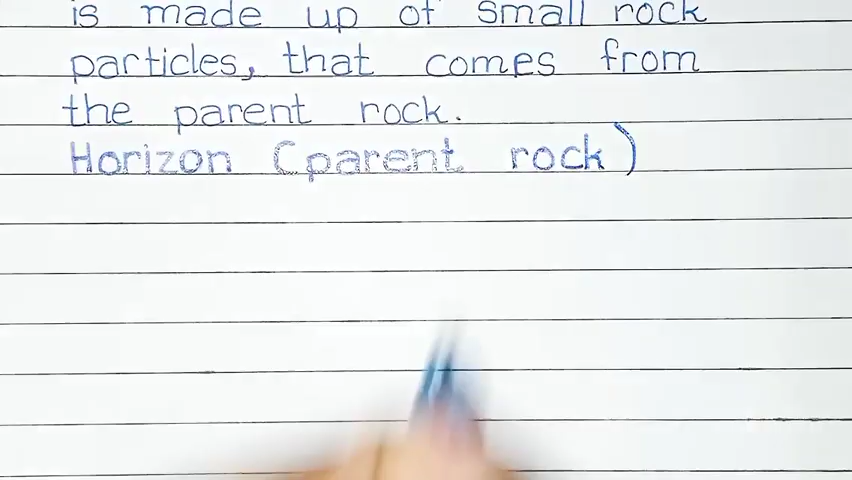 is made up of small rock
particles, that comes from
the parent rock.
Horizon (parent rock)